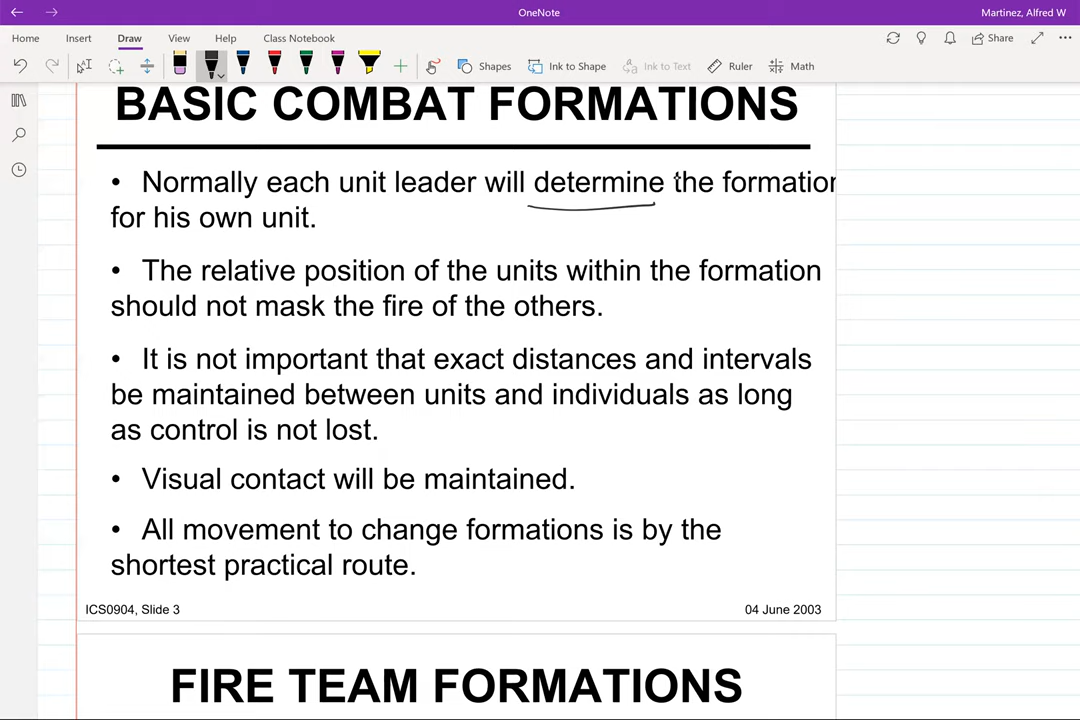 OneNote
Martinez, Alfred W
Home Insert Draw View Help Class Notebook
Share
Shapes Ink to Shape Ink to Text Ruler Math
BASIC COMBAT FORMATIONS
• Normally each unit leader will determine the formation
for his own unit.
• The relative position of the units within the formation
should not mask the fire of the others.
• It is not important that exact distances and intervals
be maintained between units and individuals as long
as control is not lost.
• Visual contact will be maintained.
• All movement to change formations is by the
shortest practical route.
ICS0904, Slide 3 04 June 2003
FIRE TEAM FORMATIONS